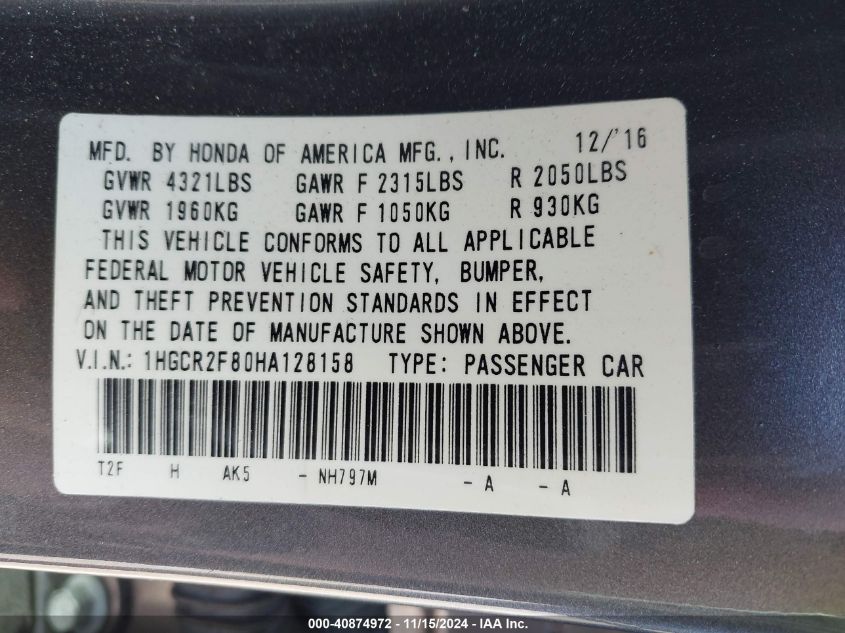 MFD. BY HONDA OF AMERICA MFG., INC. 12/'16
GVWR 4321LBS GAWR F 2315LBS R 2050LBS
GVWR 1960KG GAWR F 1050KG R 930KG
THIS VEHICLE CONFORMS TO ALL APPLICABLE
FEDERAL MOTOR VEHICLE SAFETY, BUMPER,
AND THEFT PREVENTION STANDARDS IN EFFECT
ON THE DATE OF MANUFACTURE SHOWN ABOVE.
V.I.N.: 1HGCR2F80HA128158 TYPE: PASSENGER CAR
T2F H AK5 - NH797M - A - A
000-40874972 - 11/15/2024 - IAA Inc.